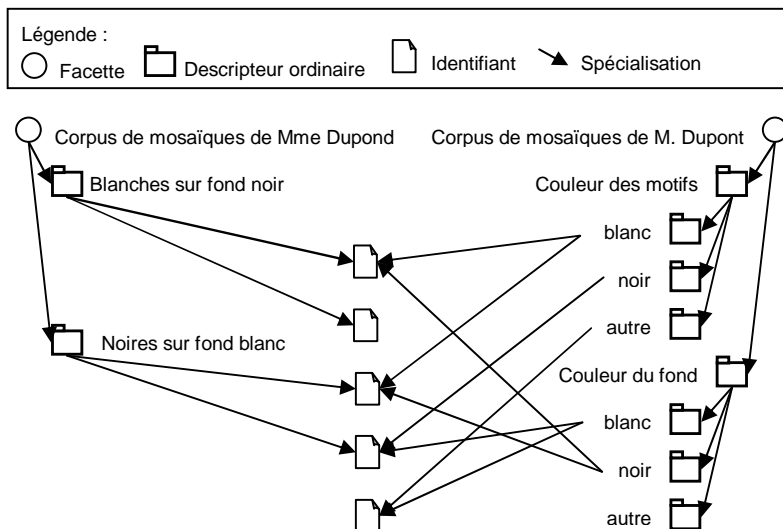 Légende :
Facette
Descripteur ordinaire
Identifiant
Spécialisation
Corpus de mosaïques de Mme Dupond
Corpus de mosaïques de M. Dupont
Blanches sur fond noir
Couleur des motifs
blanc
noir
autre
Noires sur fond blanc
Couleur du fond
blanc
noir
autre